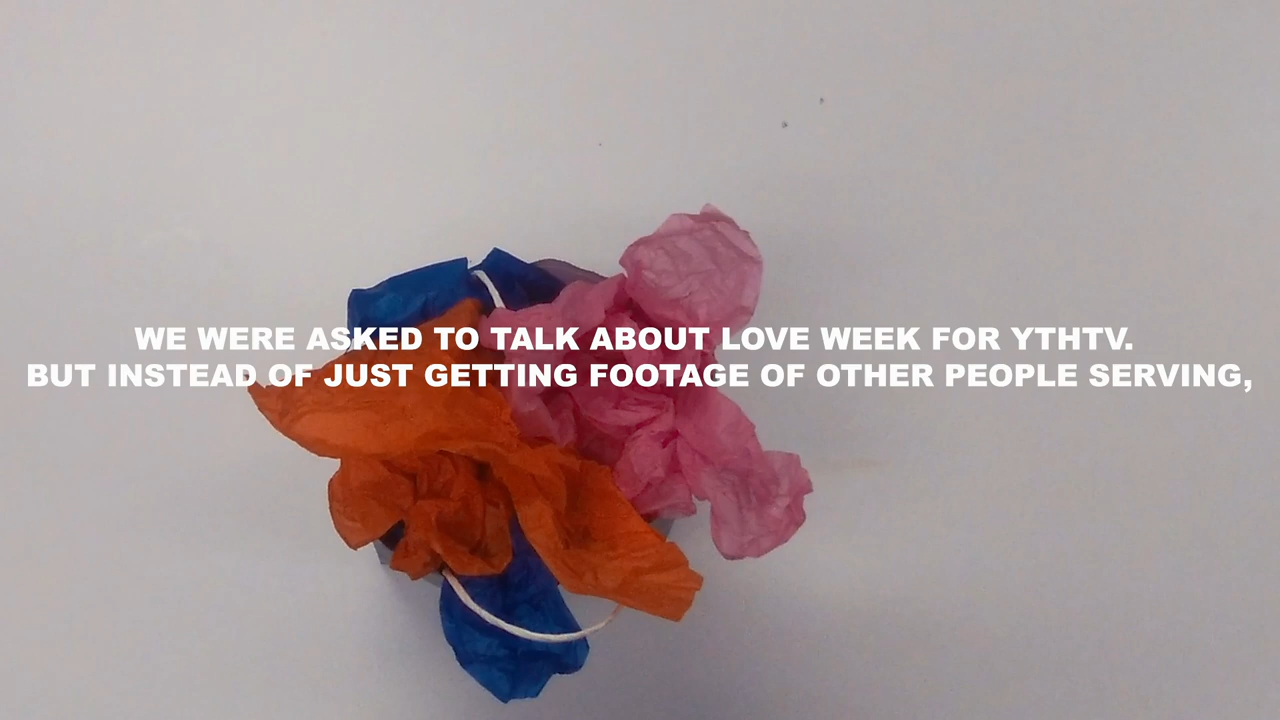 WE WERE ASKED TO TALK ABOUT LOVE WEEK FOR YTHTV.
BUT INSTEAD OF JUST GETTING FOOTAGE OF OTHER PEOPLE SERVING,